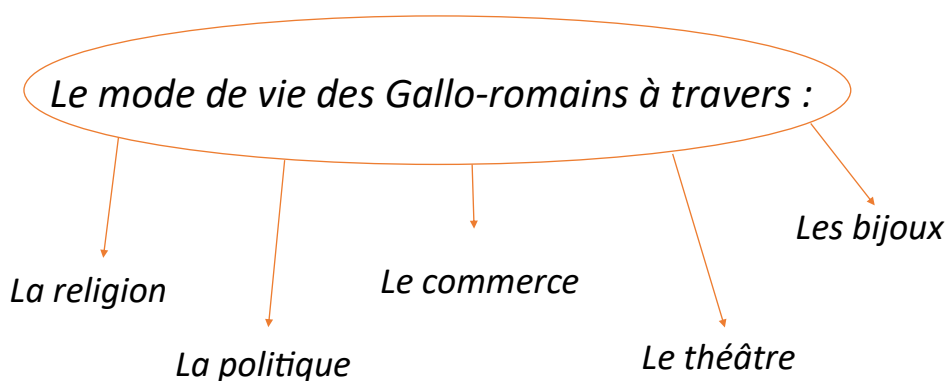 Le mode de vie des Gallo-romains à travers :
Les bijoux
La religion
Le commerce
La politique
Le théâtre